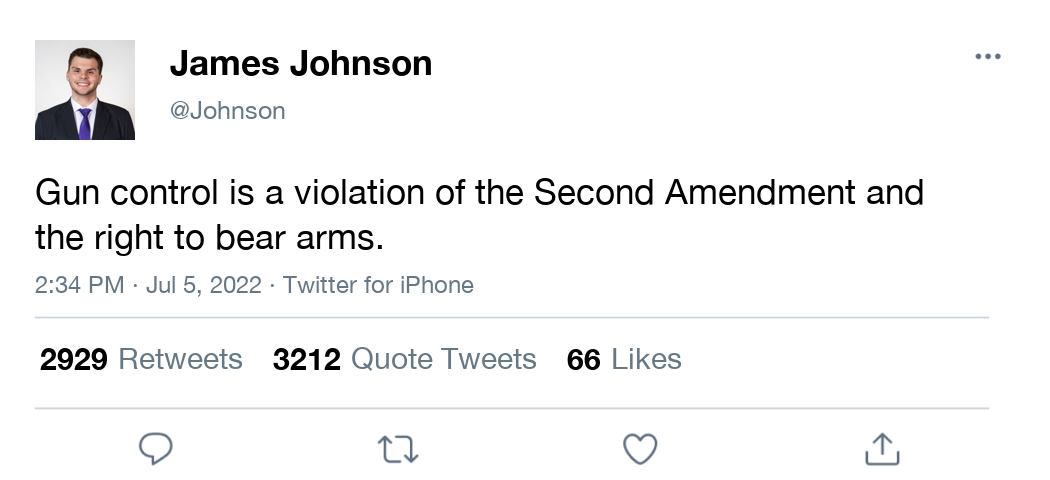 James Johnson
@Johnson
Gun control is a violation of the Second Amendment and
the right to bear arms.
2:34 PM · Jul 5, 2022 · Twitter for iPhone
2929 Retweets 3212 Quote Tweets 66 Likes